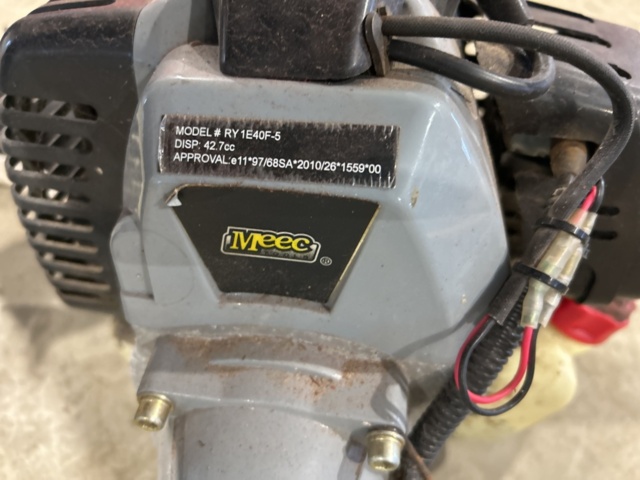 MODEL # RY1E40F-5
DISP: 42.7cc
APPROVAL:e11*97/68SA*2010/26*1559*00
Meec
®